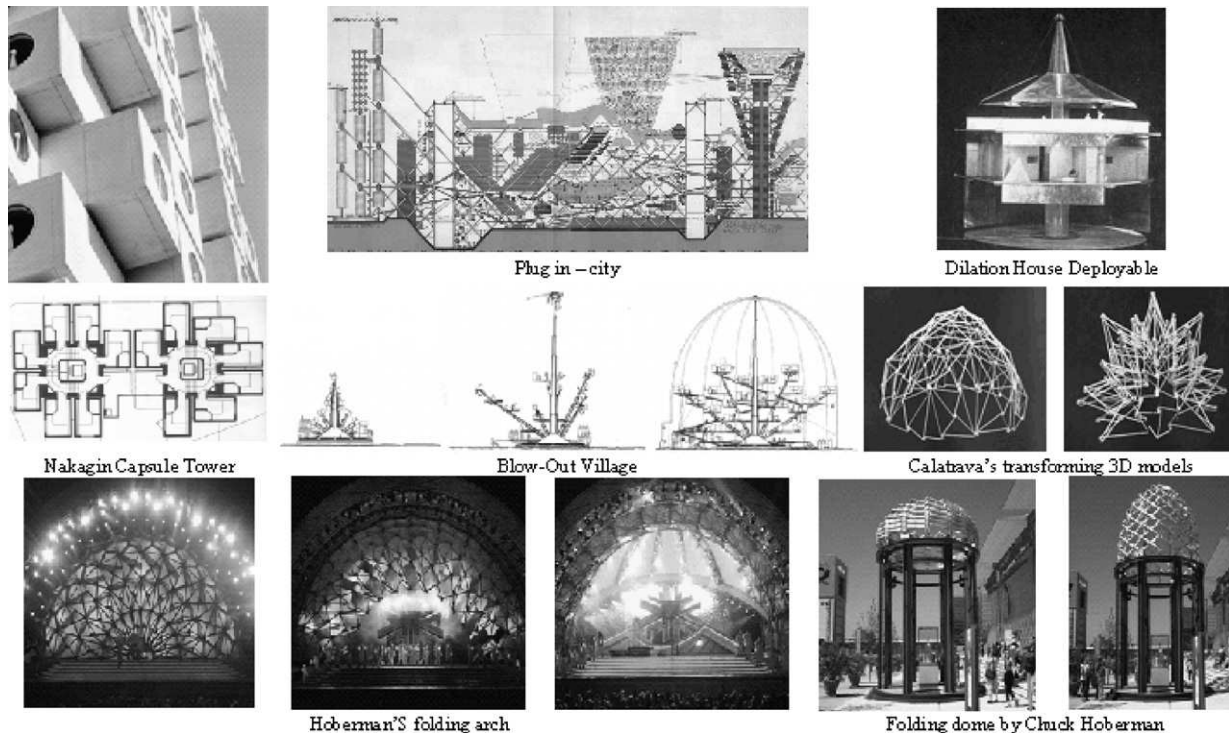 Plug in – city
Dilation House Deployable
Nakagin Capsule Tower
Blow-Out Village
Calatrava's transforming 3D models
Hoberman'S folding arch
Folding dome by Chuck Hoberman